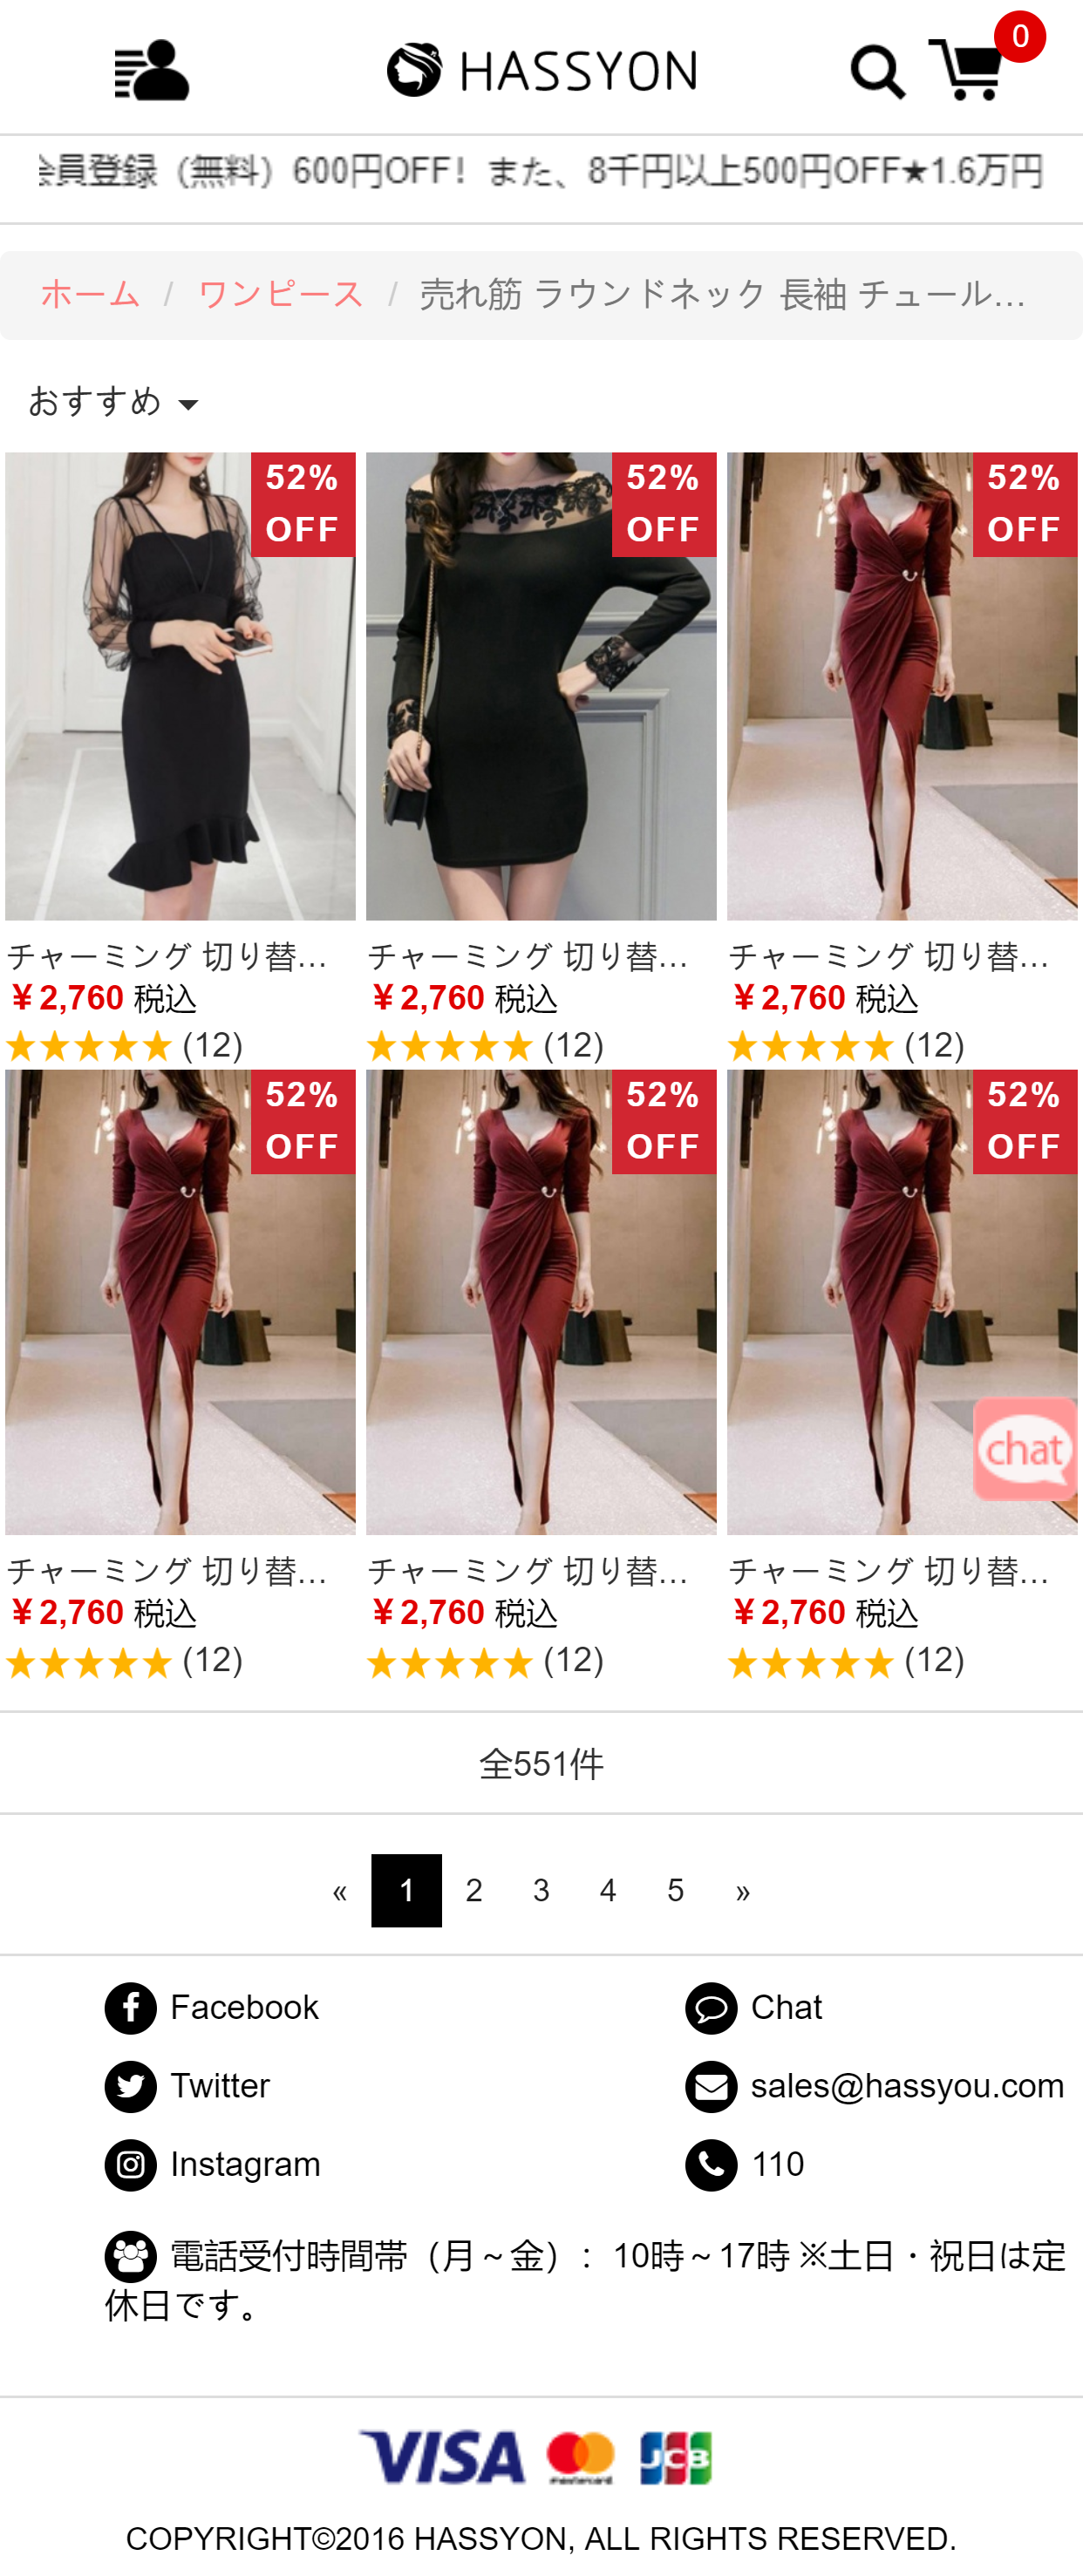 HASSYON
0
会員登録（無料）600円OFF！また、8千円以上500円OFF★1.6万円
ホーム / ワンピース / 売れ筋 ラウンドネック 長袖 チュール…
おすすめ
52% OFF
52% OFF
52% OFF
チャーミング 切り替… チャーミング 切り替… チャーミング 切り替…
￥2,760 税込 ￥2,760 税込 ￥2,760 税込
★★★★★ (12) ★★★★★ (12) ★★★★★ (12)
52% OFF
52% OFF
52% OFF
chat
チャーミング 切り替… チャーミング 切り替… チャーミング 切り替…
￥2,760 税込 ￥2,760 税込 ￥2,760 税込
★★★★★ (12) ★★★★★ (12) ★★★★★ (12)
全551件
« 1 2 3 4 5 »
Facebook Chat
Twitter sales@hassyou.com
Instagram 110
電話受付時間帯（月～金）：10時～17時 ※土日・祝日は定
休日です。
VISA mastercard JCB
COPYRIGHT©2016 HASSYON, ALL RIGHTS RESERVED.